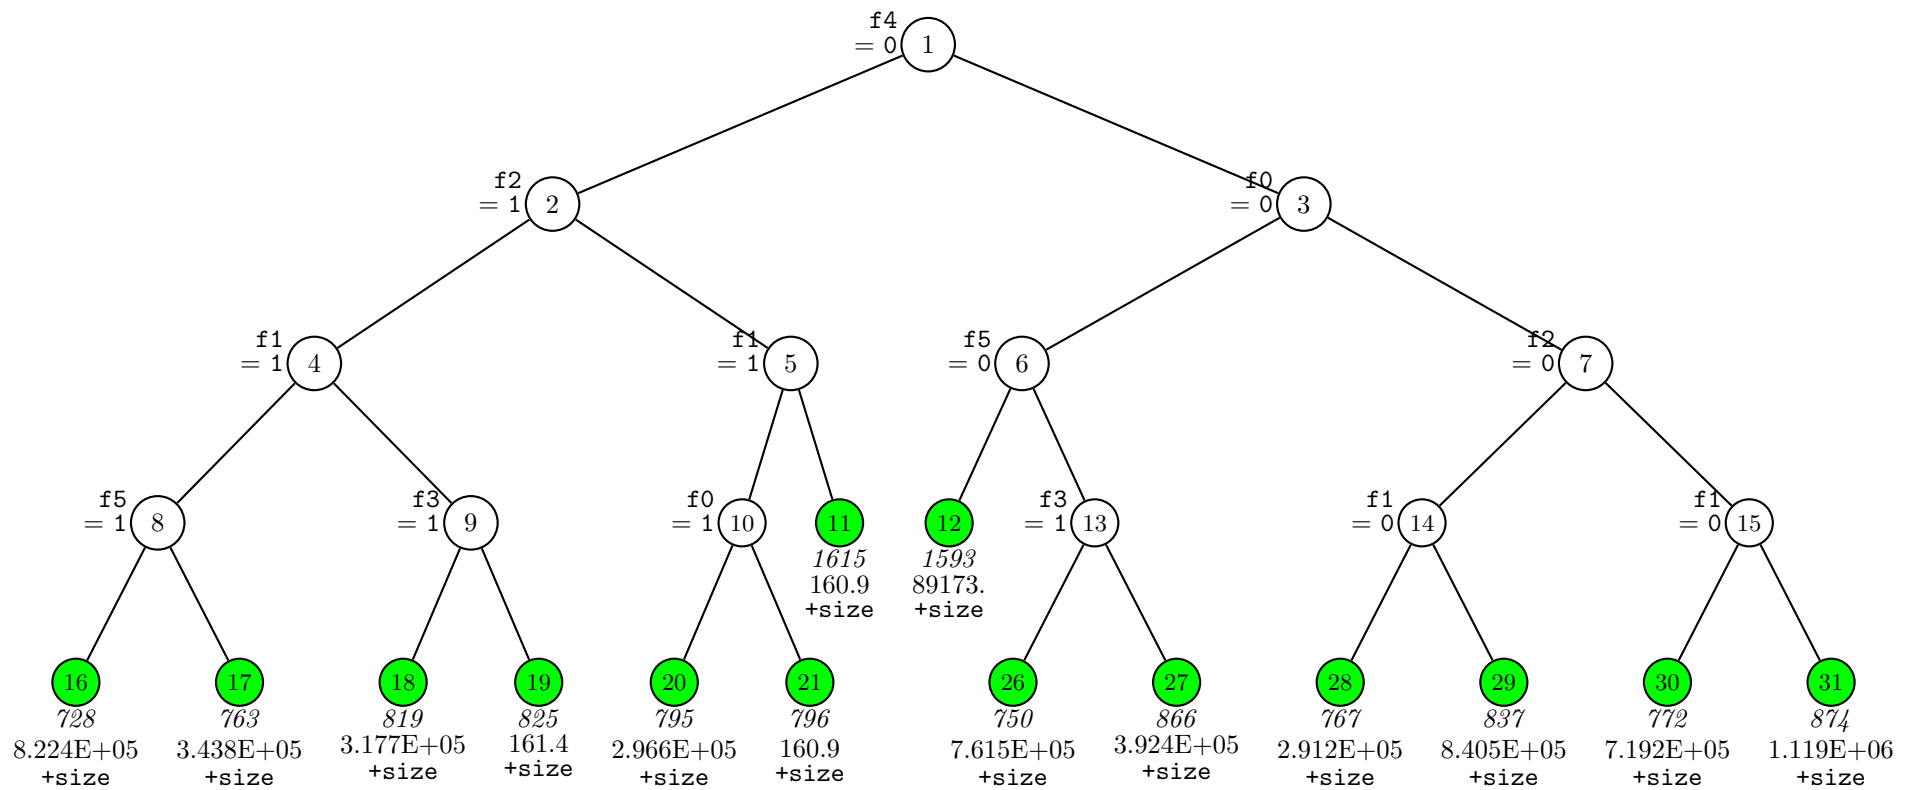 f4
= 0
1
f2
= 1
2
f0
= 0
3
f1
= 1
4
f1
= 1
5
f5
= 0
6
f2
= 0
7
f5
= 1
8
f3
= 1
9
f0
= 1
10
11
1615
160.9
+size
12
1593
89173.
+size
f3
= 1
13
f1
= 0
14
f1
= 0
15
16
728
8.224E+05
+size
17
763
3.438E+05
+size
18
819
3.177E+05
+size
19
825
161.4
+size
20
795
2.966E+05
+size
21
796
160.9
+size
26
750
7.615E+05
+size
27
866
3.924E+05
+size
28
767
2.912E+05
+size
29
837
8.405E+05
+size
30
772
7.192E+05
+size
31
874
1.119E+06
+size